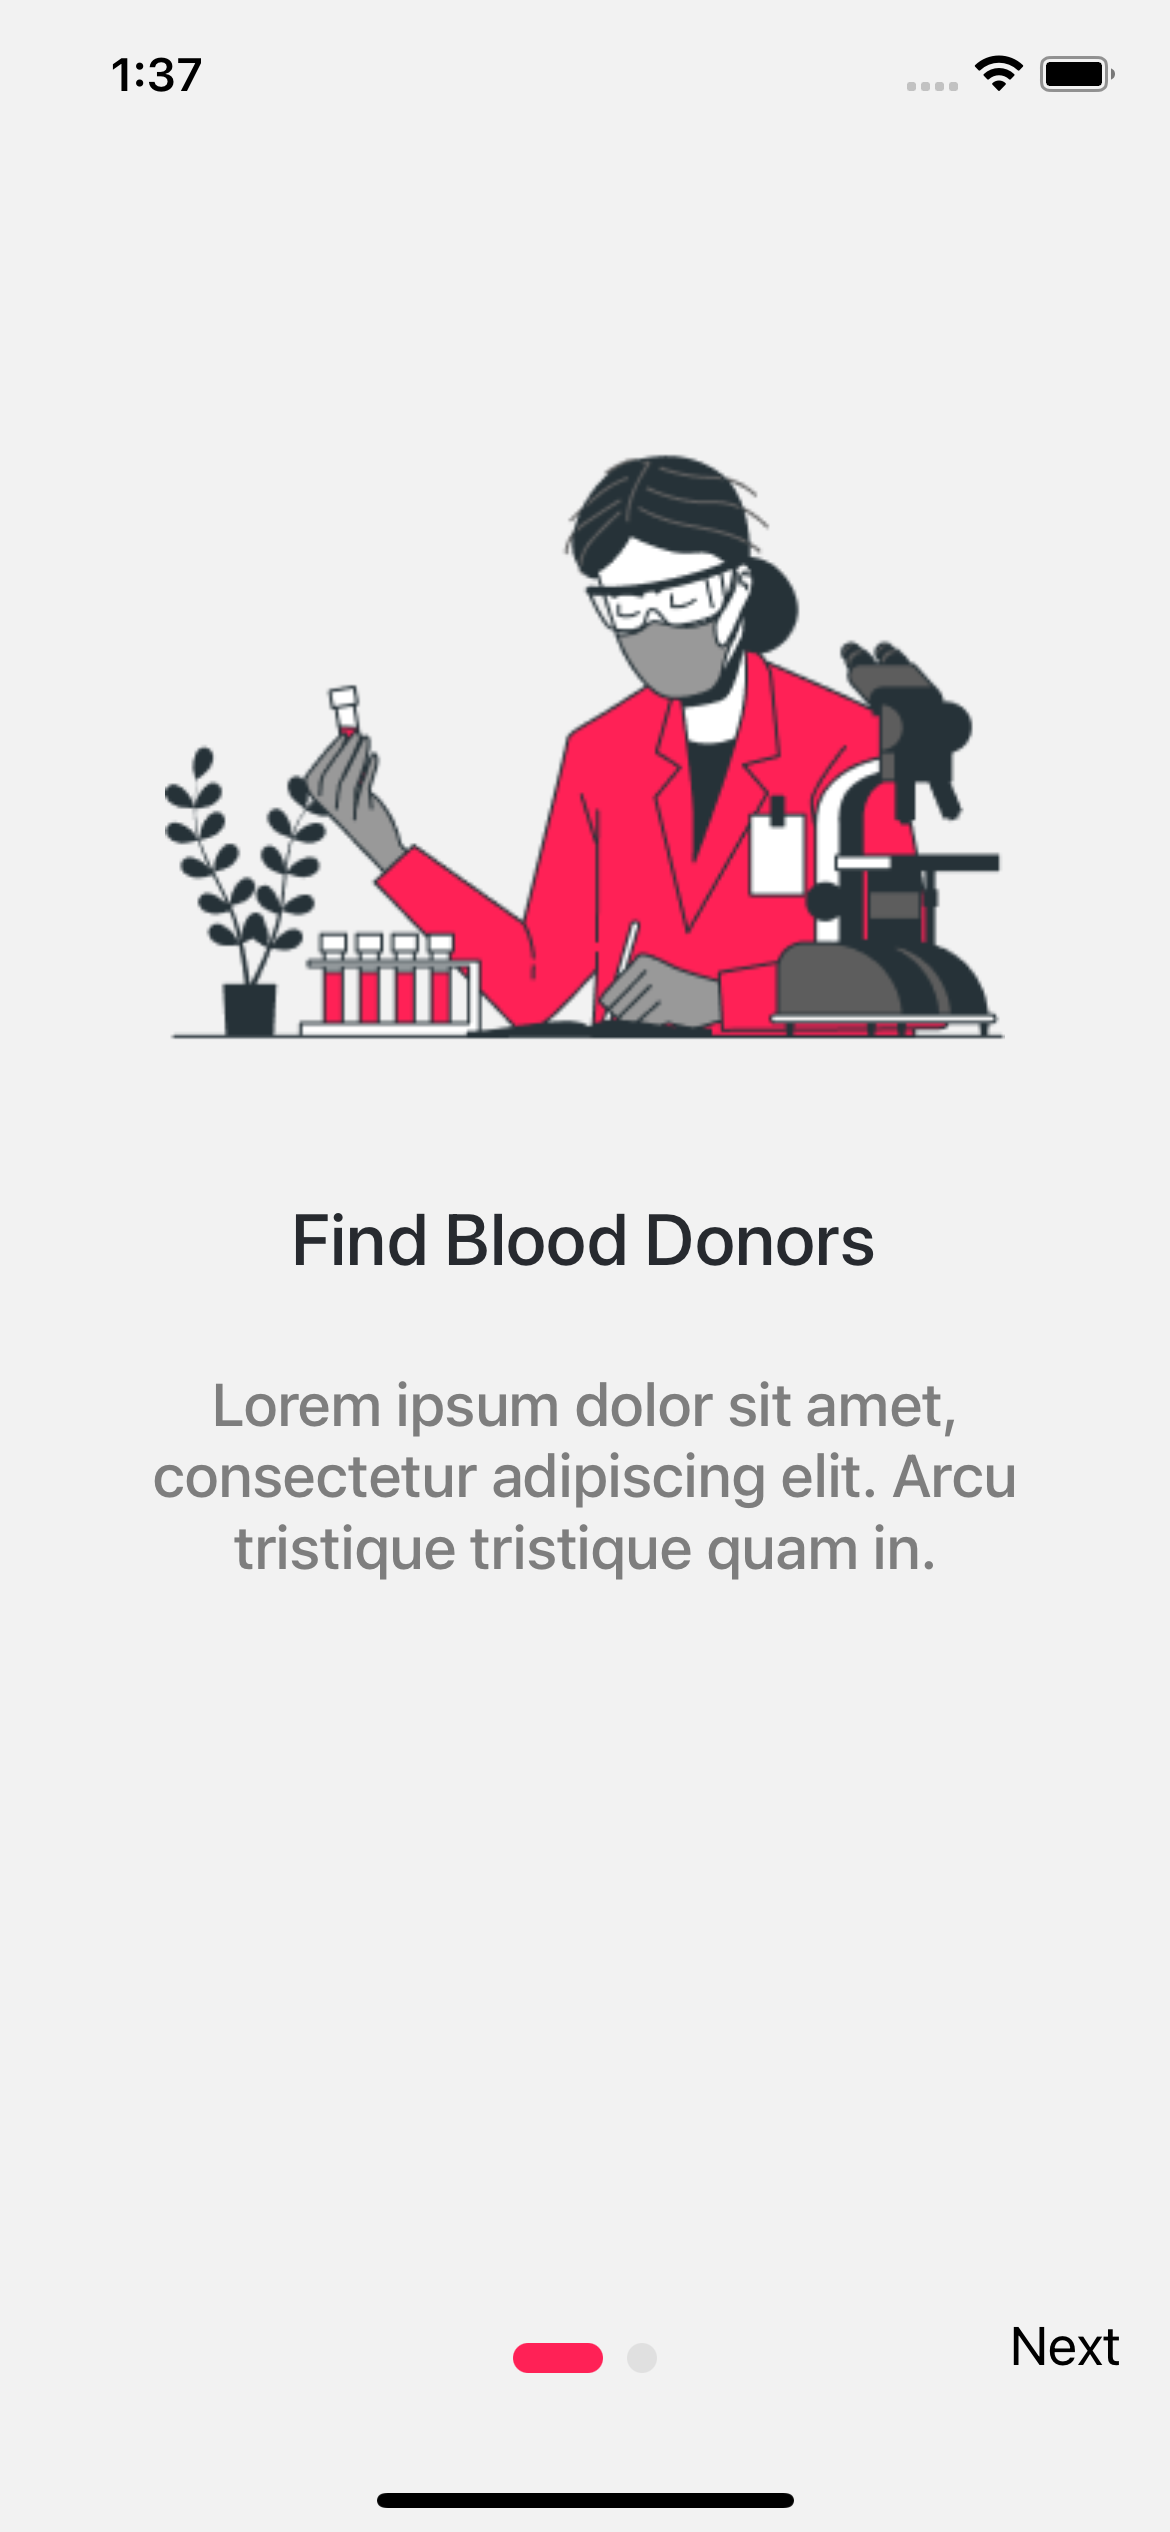 1:37
Find Blood Donors
Lorem ipsum dolor sit amet,
consectetur adipiscing elit. Arcu
tristique tristique quam in.
Next